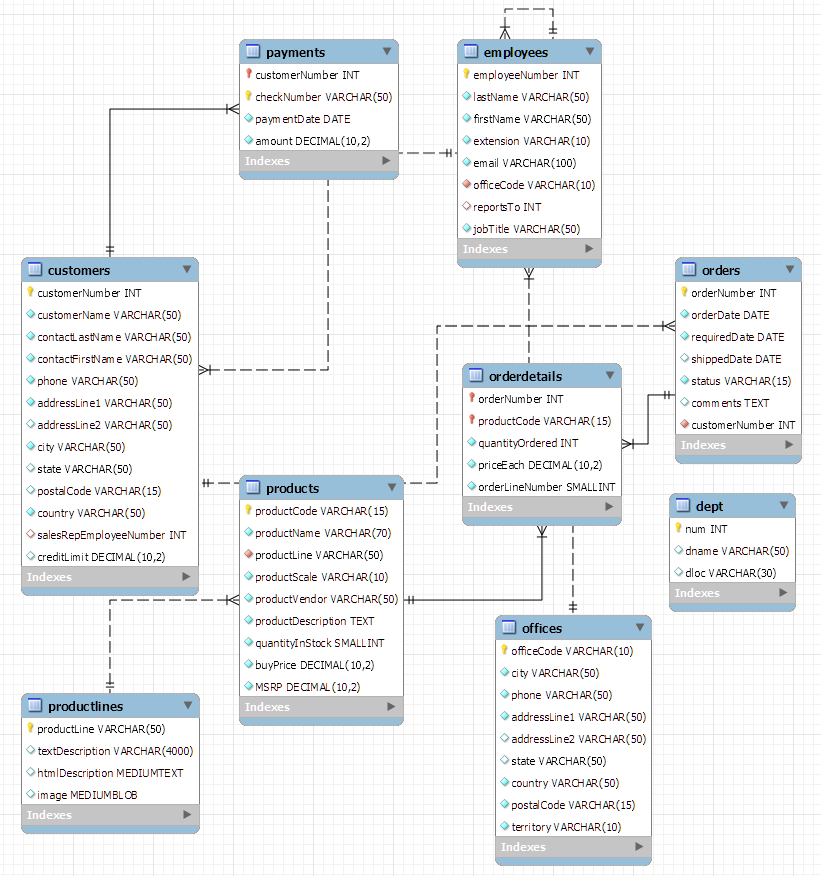 payments
customerNumber INT
checkNumber VARCHAR(50)
paymentDate DATE
amount DECIMAL(10,2)
Indexes
employees
employeeNumber INT
lastName VARCHAR(50)
firstName VARCHAR(50)
extension VARCHAR(10)
email VARCHAR(100)
officeCode VARCHAR(10)
reportsTo INT
jobTitle VARCHAR(50)
Indexes
customers
customerNumber INT
customerName VARCHAR(50)
contactLastName VARCHAR(50)
contactFirstName VARCHAR(50)
phone VARCHAR(50)
addressLine1 VARCHAR(50)
addressLine2 VARCHAR(50)
city VARCHAR(50)
state VARCHAR(50)
postalCode VARCHAR(15)
country VARCHAR(50)
salesRepEmployeeNumber INT
creditLimit DECIMAL(10,2)
Indexes
orders
orderNumber INT
orderDate DATE
requiredDate DATE
shippedDate DATE
status VARCHAR(15)
comments TEXT
customerNumber INT
Indexes
orderdetails
orderNumber INT
productCode VARCHAR(15)
quantityOrdered INT
priceEach DECIMAL(10,2)
orderLineNumber SMALLINT
Indexes
products
productCode VARCHAR(15)
productName VARCHAR(70)
productLine VARCHAR(50)
productScale VARCHAR(10)
productVendor VARCHAR(50)
productDescription TEXT
quantityInStock SMALLINT
buyPrice DECIMAL(10,2)
MSRP DECIMAL(10,2)
Indexes
dept
num INT
dname VARCHAR(50)
dloc VARCHAR(30)
Indexes
offices
officeCode VARCHAR(10)
city VARCHAR(50)
phone VARCHAR(50)
addressLine1 VARCHAR(50)
addressLine2 VARCHAR(50)
state VARCHAR(50)
country VARCHAR(50)
postalCode VARCHAR(15)
territory VARCHAR(10)
Indexes
productlines
productLine VARCHAR(50)
textDescription VARCHAR(4000)
htmlDescription MEDIUMTEXT
image MEDIUMBLOB
Indexes